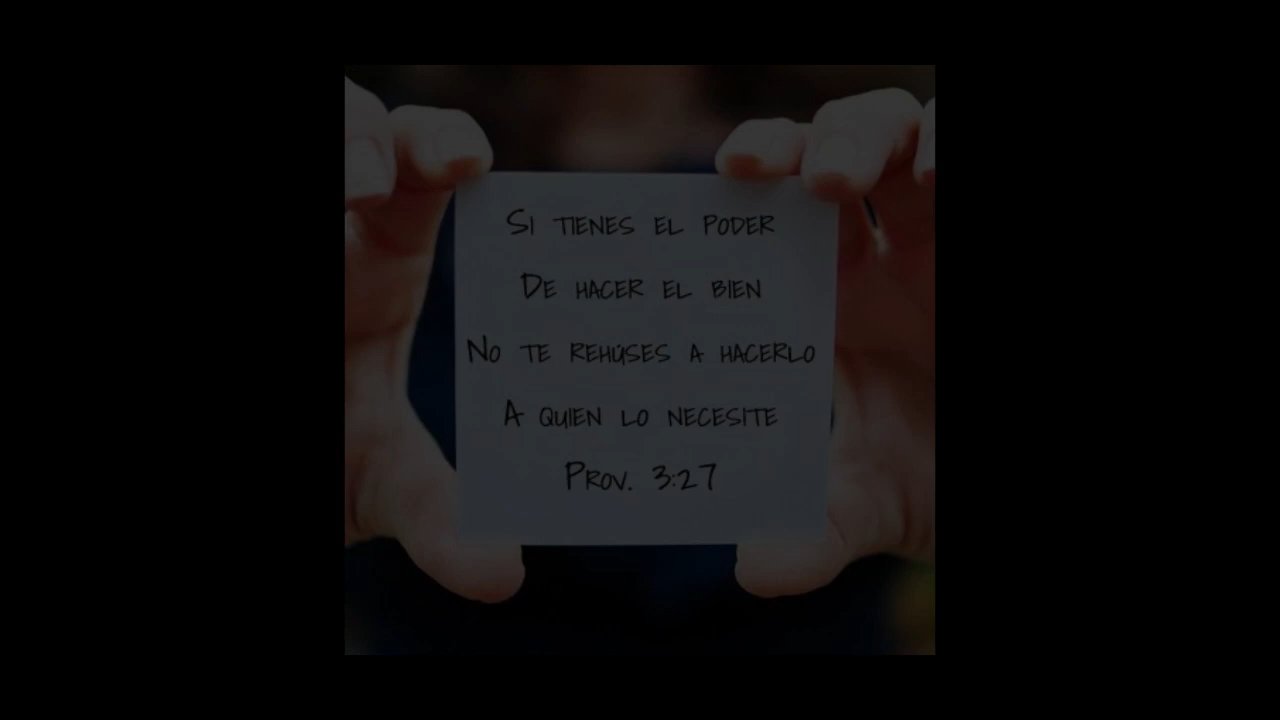 Si tienes el poder
De hacer el bien
No te rehúses a hacerlo
A quien lo necesite
Prov. 3:27